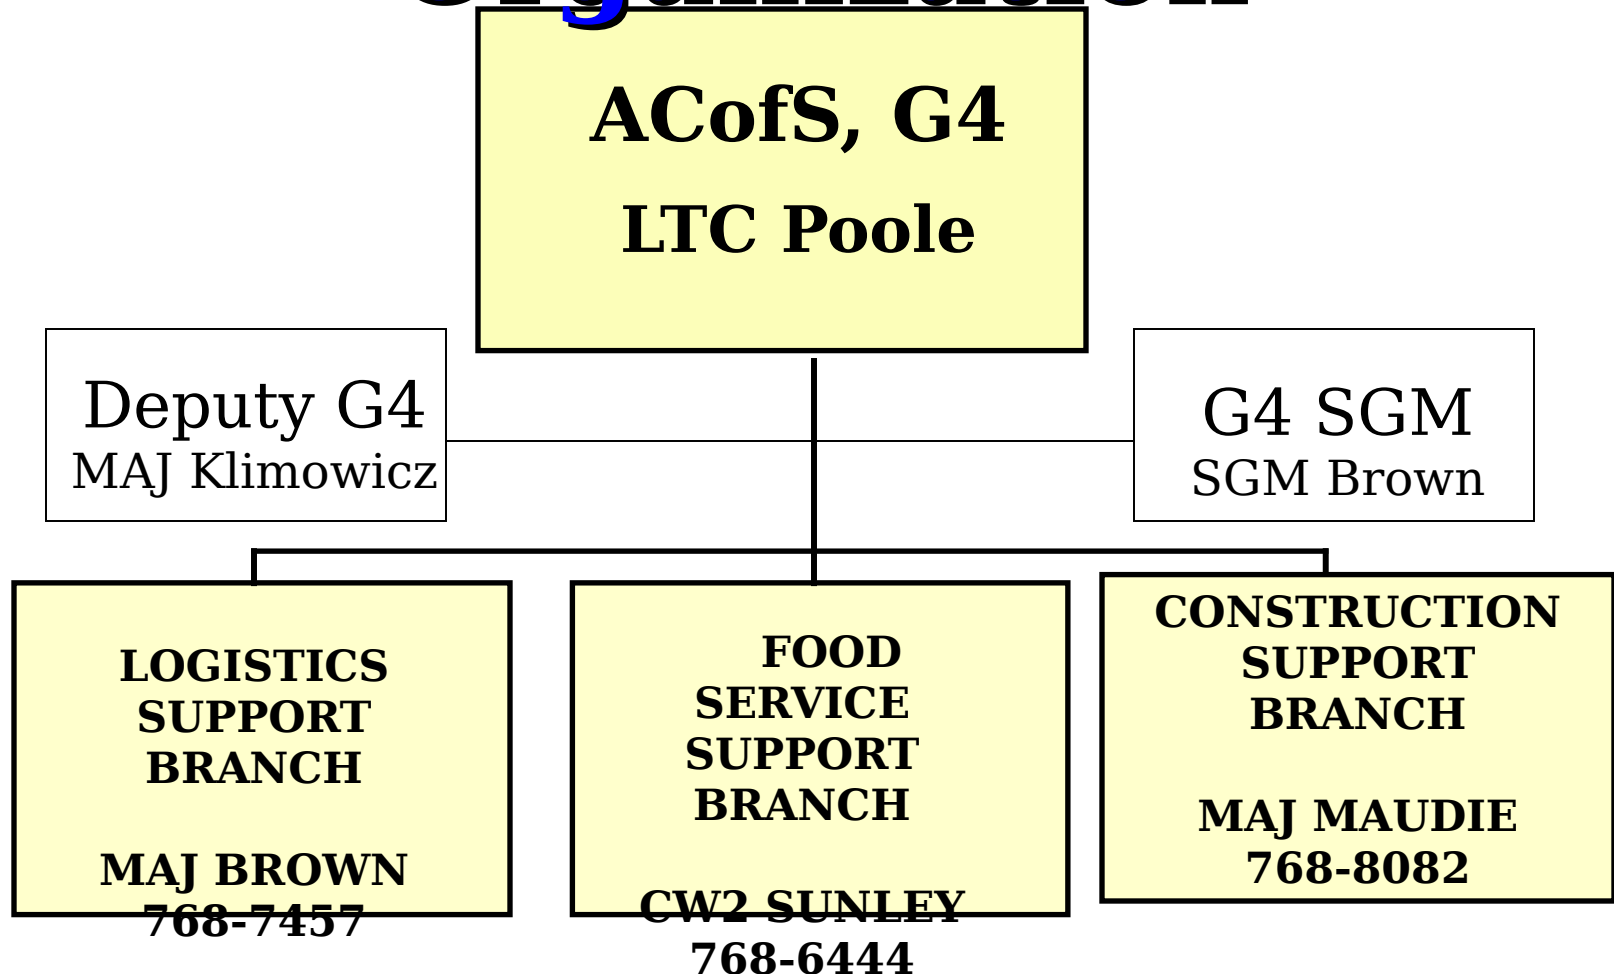 Organization
ACofS, G4
LTC Poole
Deputy G4
MAJ Klimowicz
G4 SGM
SGM Brown
LOGISTICS
SUPPORT
BRANCH
MAJ BROWN
768-7457
FOOD
SERVICE
SUPPORT
BRANCH
CW2 SUNLEY
768-6444
CONSTRUCTION
SUPPORT
BRANCH
MAJ MAUDIE
768-8082